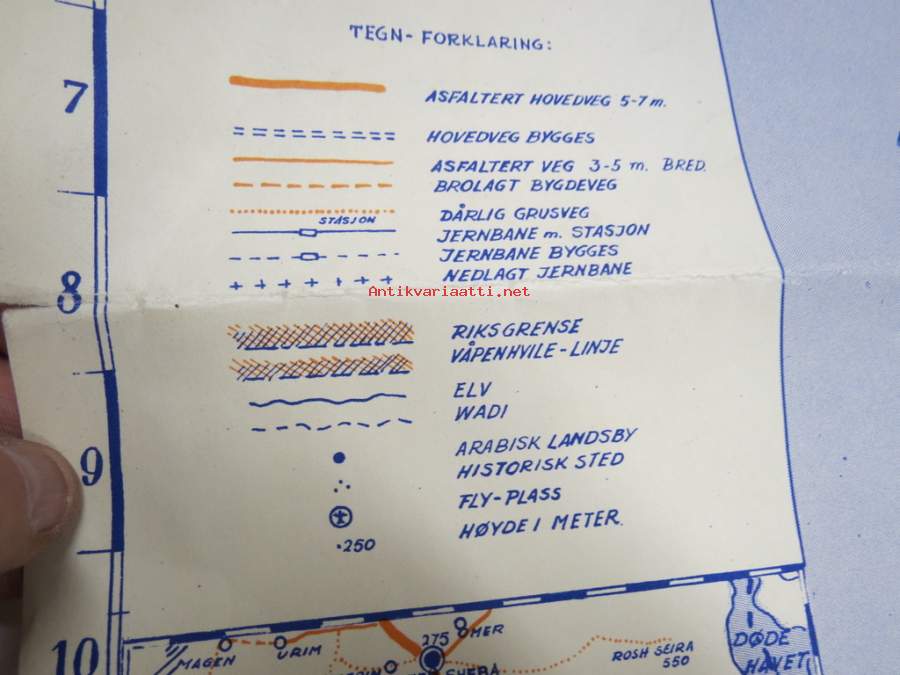 TEGN-FORKLARING:
7
ASFALTERT HOVEDVEG 5-7 m.
HOVEDVEG BYGGES
ASFALTERT VEG 3-5 m. BRED.
BROLAGT BYGDEVEG
DÅRLIG GRUSVEG
STASJON
JERNBANE m. STASJON
JERNBANE BYGGES
NEDLAGT JERNBANE
8
Antikvariaatti.net
RIKSGRENSE
VÅPENHVILE-LINJE
ELV
WADI
ARABISK LANDSBY
9
HISTORISK STED
FLY-PLASS
HØYDE I METER.
.250
10
MAGEN
URIM
275
MER
ROSH SEIRA
550
DØDE
HAVET
SHEBA